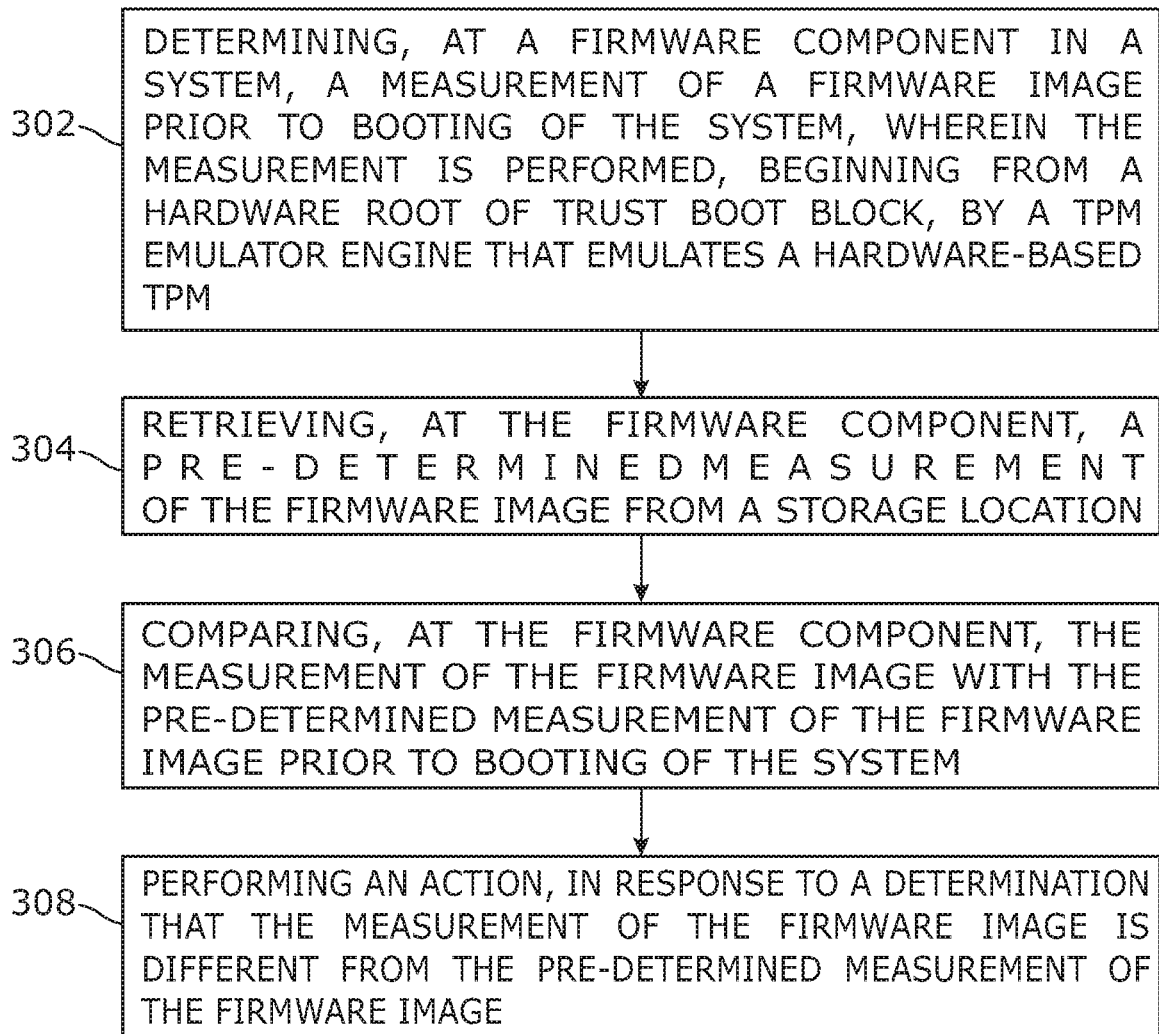 302
DETERMINING, AT A FIRMWARE COMPONENT IN A
SYSTEM, A MEASUREMENT OF A FIRMWARE IMAGE
PRIOR TO BOOTING OF THE SYSTEM, WHEREIN THE
MEASUREMENT IS PERFORMED, BEGINNING FROM A
HARDWARE ROOT OF TRUST BOOT BLOCK, BY A TPM
EMULATOR ENGINE THAT EMULATES A HARDWARE-BASED
TPM
304
RETRIEVING, AT THE FIRMWARE COMPONENT, A
PRE-DETERMINEDMEASUREMENT
OF THE FIRMWARE IMAGE FROM A STORAGE LOCATION
306
COMPARING, AT THE FIRMWARE COMPONENT, THE
MEASUREMENT OF THE FIRMWARE IMAGE WITH THE
PRE-DETERMINED MEASUREMENT OF THE FIRMWARE
IMAGE PRIOR TO BOOTING OF THE SYSTEM
308
PERFORMING AN ACTION, IN RESPONSE TO A DETERMINATION
THAT THE MEASUREMENT OF THE FIRMWARE IMAGE IS
DIFFERENT FROM THE PRE-DETERMINED MEASUREMENT OF
THE FIRMWARE IMAGE